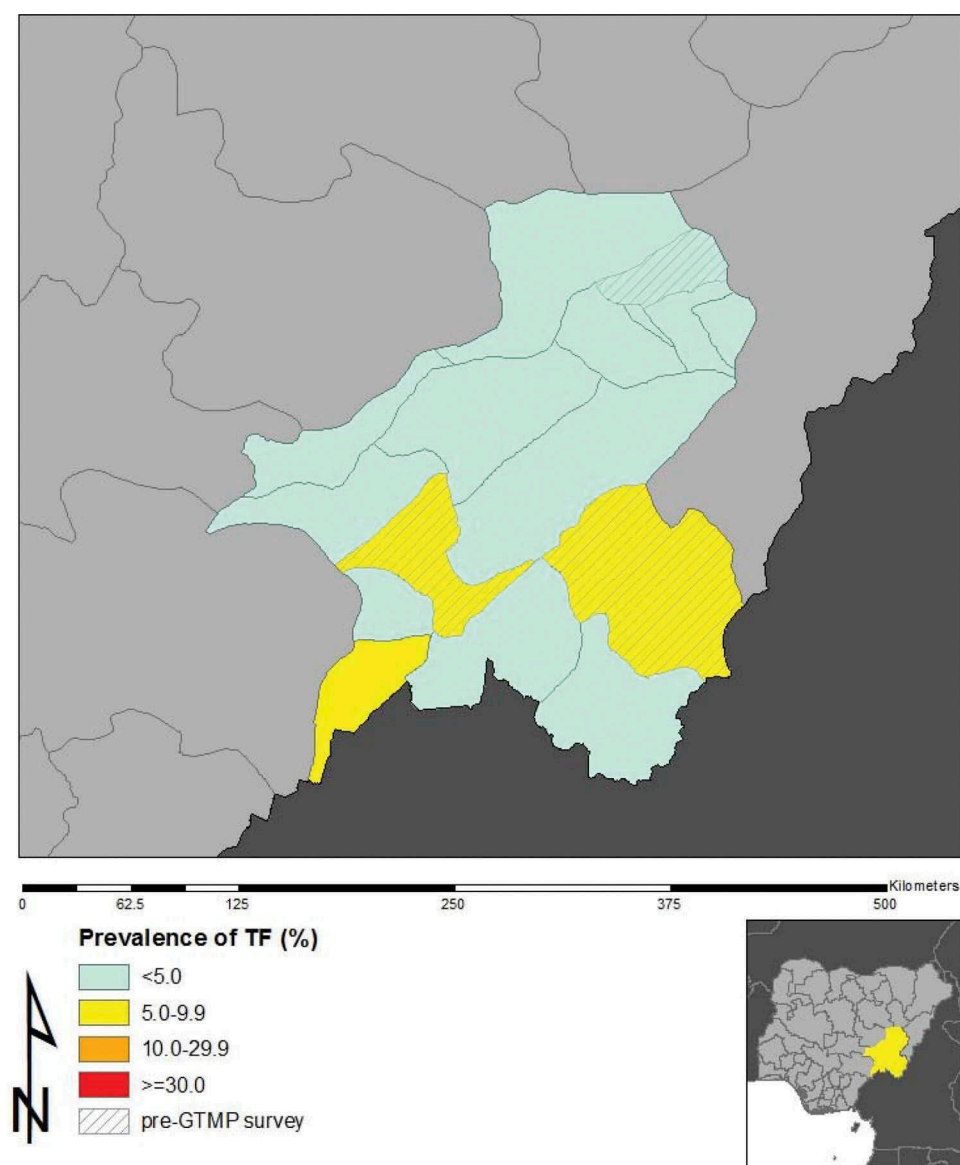 Kilometers
0 62.5 125 250 375 500
Prevalence of TF (%)
<5.0
5.0-9.9
10.0-29.9
>=30.0
pre-GTMP survey
N